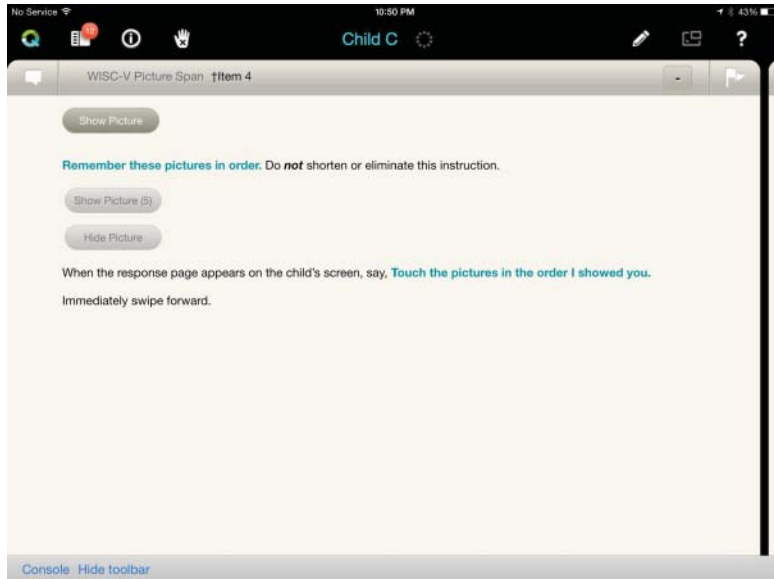 No Service 10:50 PM 43%
12
Child C ?
WISC-V Picture Span †Item 4 -
Show Picture
Remember these pictures in order. Do not shorten or eliminate this instruction.
Show Picture (5)
Hide Picture
When the response page appears on the child's screen, say, Touch the pictures in the order I showed you.
Immediately swipe forward.
Console Hide toolbar